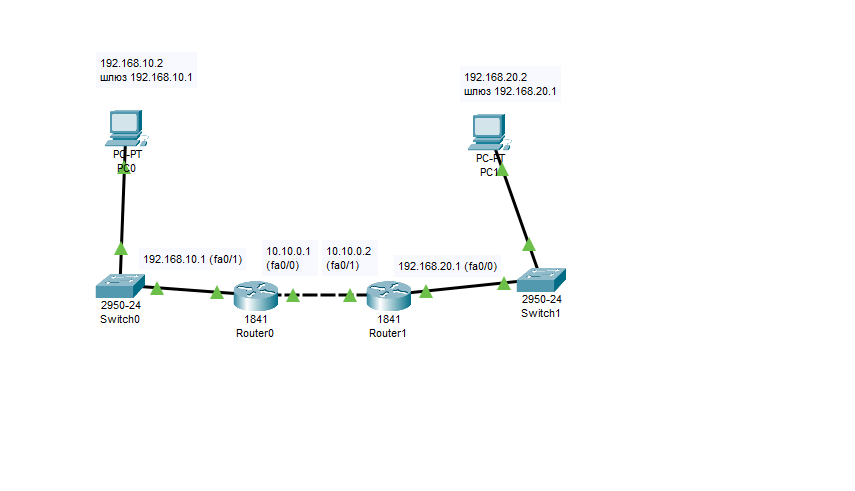 192.168.10.2
шлюз 192.168.10.1
192.168.20.2
шлюз 192.168.20.1
PC-PT
PC0
PC-PT
PC1
192.168.10.1 (fa0/1)
10.10.0.1
(fa0/0)
10.10.0.2
(fa0/1)
192.168.20.1 (fa0/0)
2950-24
Switch0
1841
Router0
1841
Router1
2950-24
Switch1